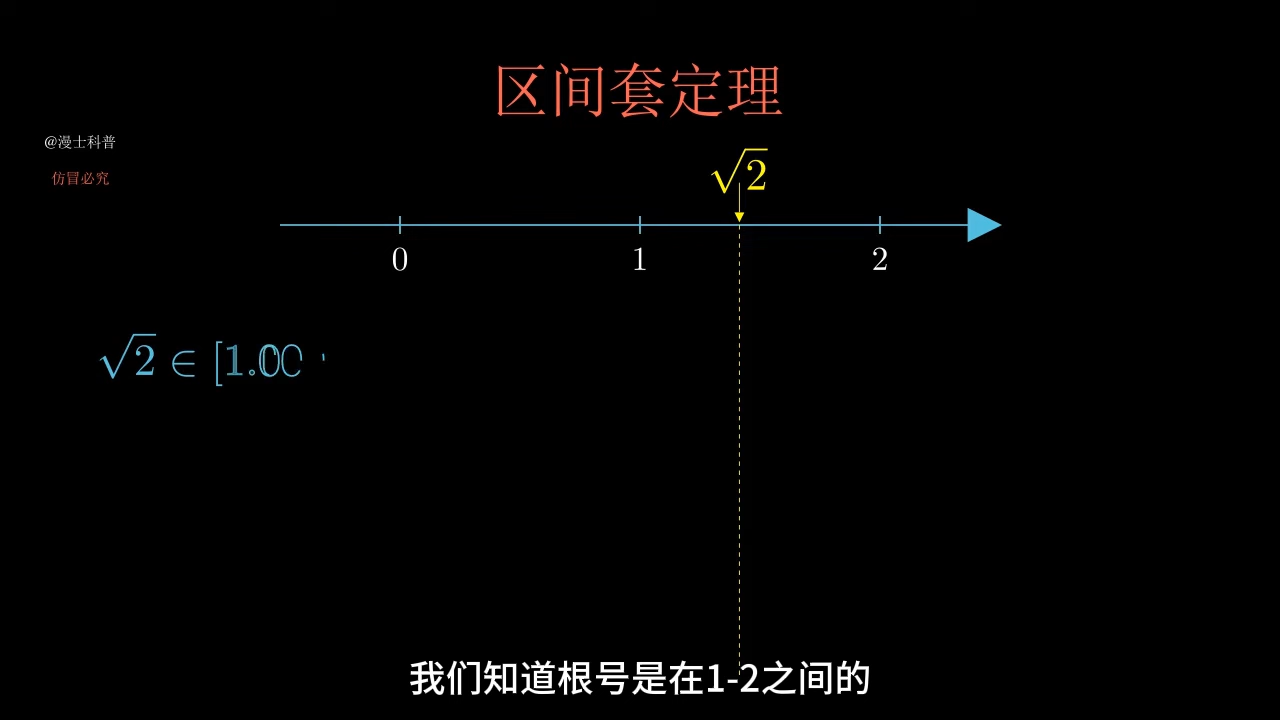 区间套定理
@漫士科普
仿冒必究
√2
0 1 2
√2 ∈ [1.00
我们知道根号是在1-2之间的